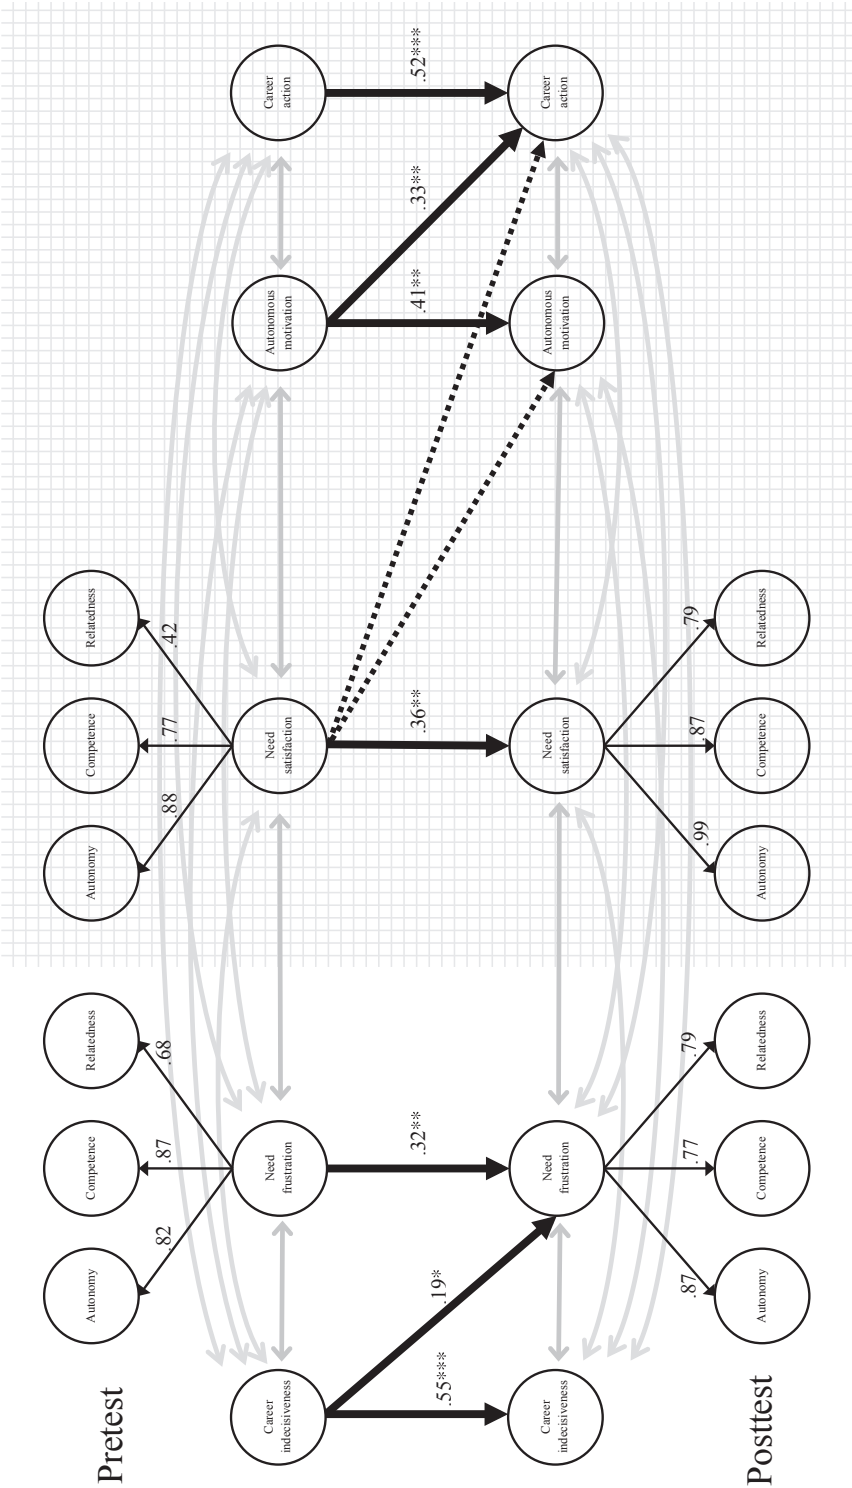 Pretest
Autonomy
Competence
Relatedness
Autonomy
Competence
Relatedness
.82
.87
.68
.88
.77
.42
Career
indecisiveness
Need
frustration
Need
satisfaction
Autonomous
motivation
Career
action
.55***
.19*
.32**
.36**
.41**
.33**
.52***
Career
indecisiveness
Need
frustration
Need
satisfaction
Autonomous
motivation
Career
action
.87
.77
.79
.99
.87
.79
Posttest
Autonomy
Competence
Relatedness
Autonomy
Competence
Relatedness